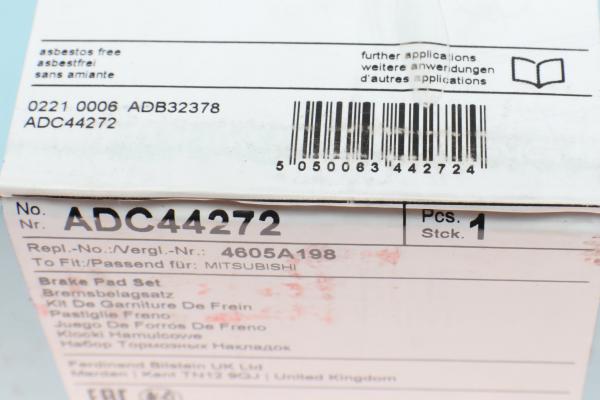 asbestos free
asbestfrei
sans amiante
further applications
weitere anwendungen
d'autres applications
0221 0006 ADB32378
ADC44272
5 050063 442724
No. Nr. ADC44272
Pcs. Stck. 1
Repl.-No.:/Vergl.-Nr.: 4605A198
To Fit:/Passend für: MITSUBISHI
Brake Pad Set
Bremsbelagsatz
Kit De Garniture De Frein
Pastiglie Freno
Juego De Forros De Freno
Klocki Hamulcowe
Набор Тормозных Накладок
Ferdinand Bilstein UK Ltd
Marden | Kent TN12 9QJ | United Kingdom